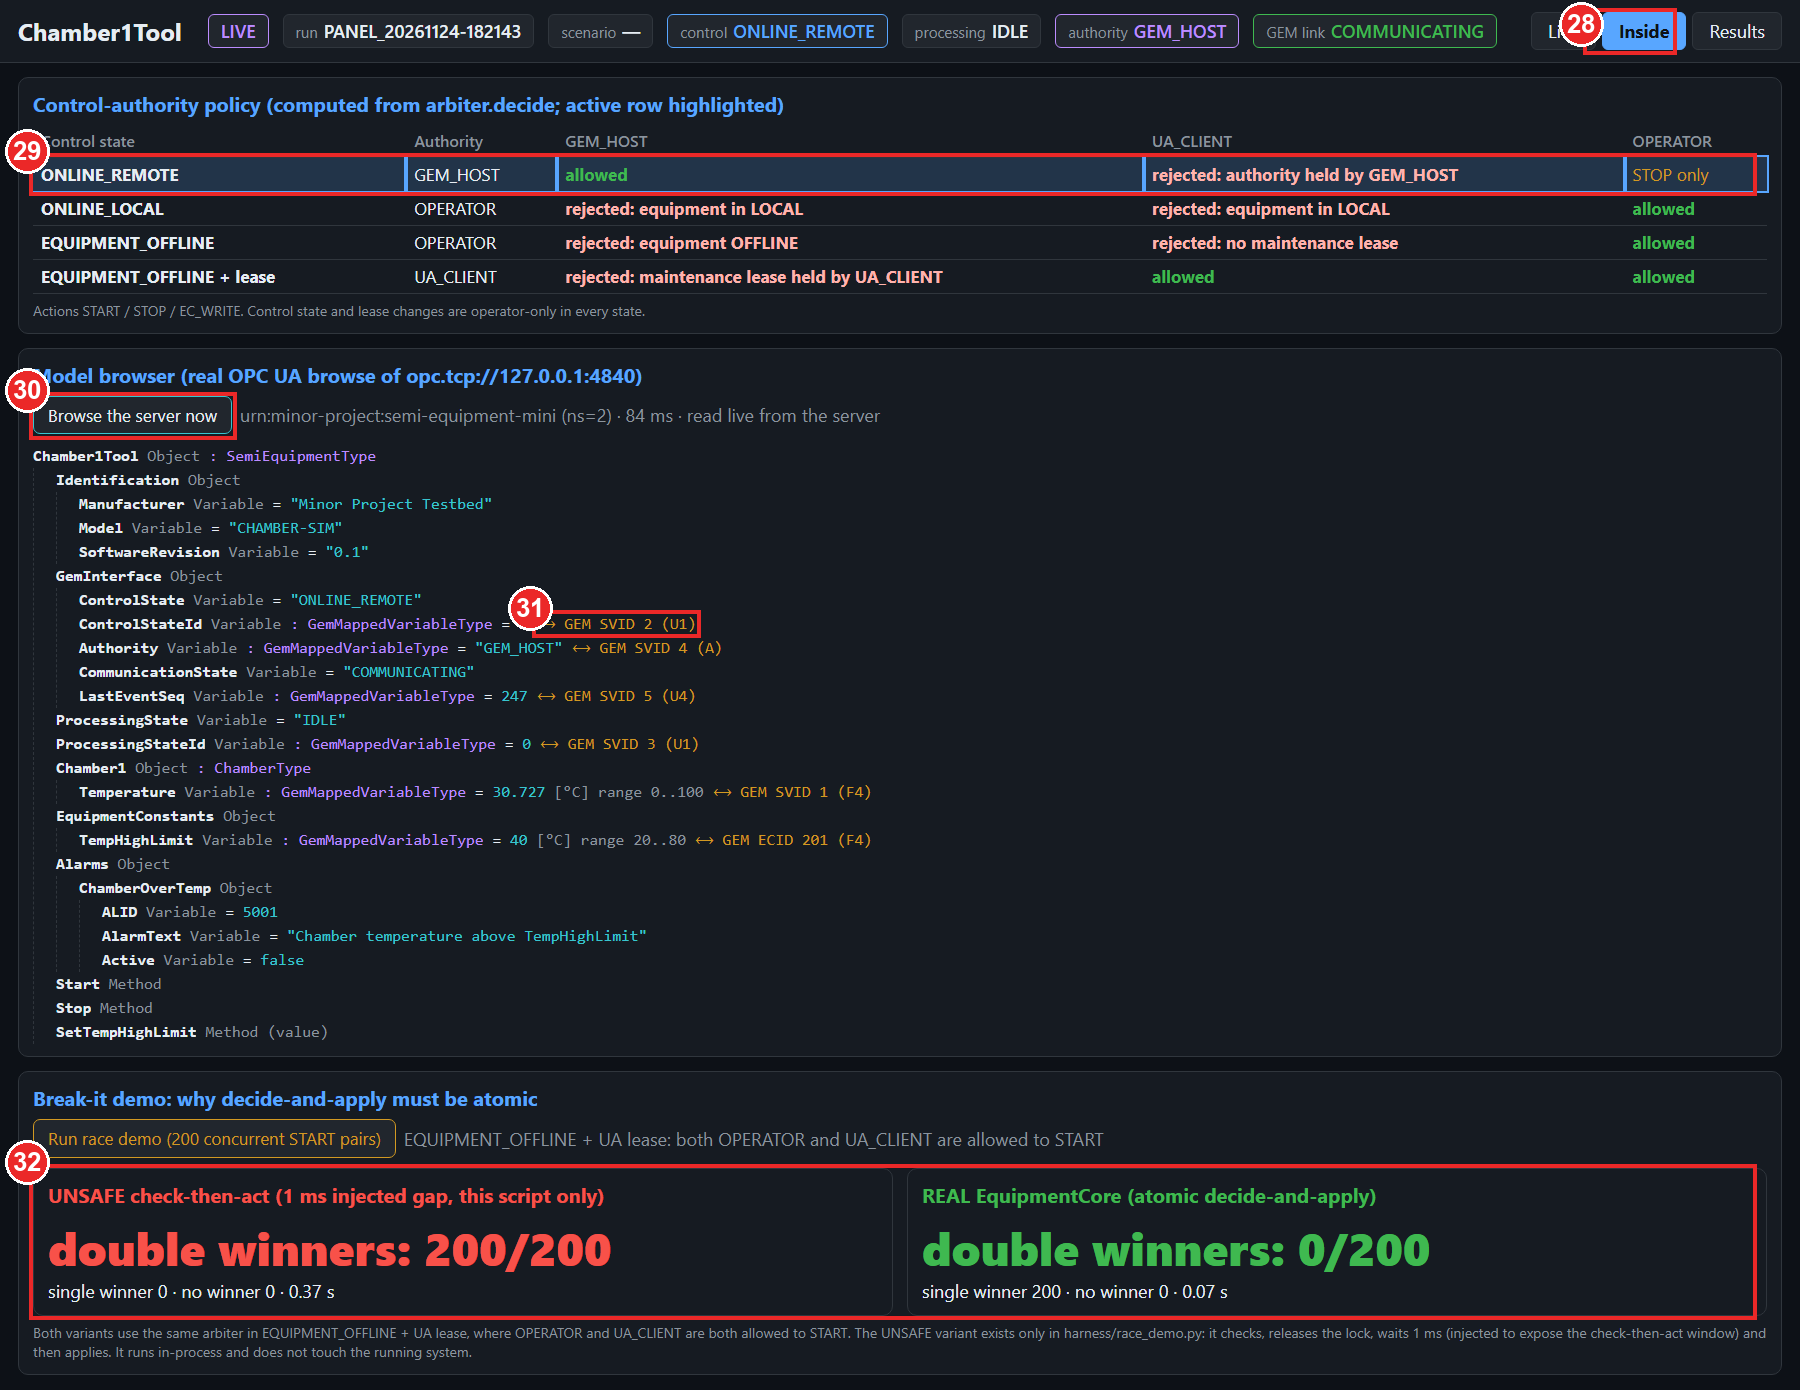 Chamber1Tool LIVE run PANEL_20261124-182143 scenario — control ONLINE_REMOTE processing IDLE authority GEM_HOST GEM link COMMUNICATING 28 Inside Results
Control-authority policy (computed from arbiter.decide; active row highlighted)
29 Control state Authority GEM_HOST UA_CLIENT OPERATOR
ONLINE_REMOTE GEM_HOST allowed rejected: authority held by GEM_HOST STOP only
ONLINE_LOCAL OPERATOR rejected: equipment in LOCAL rejected: equipment in LOCAL allowed
EQUIPMENT_OFFLINE OPERATOR rejected: equipment OFFLINE rejected: no maintenance lease allowed
EQUIPMENT_OFFLINE + lease UA_CLIENT rejected: maintenance lease held by UA_CLIENT allowed allowed
Actions START / STOP / EC_WRITE. Control state and lease changes are operator-only in every state.
30 Model browser (real OPC UA browse of opc.tcp://127.0.0.1:4840)
Browse the server now urn:minor-project:semi-equipment-mini (ns=2) · 84 ms · read live from the server
Chamber1Tool Object : SemiEquipmentType
Identification Object
Manufacturer Variable = "Minor Project Testbed"
Model Variable = "CHAMBER-SIM"
SoftwareRevision Variable = "0.1"
GemInterface Object
ControlState Variable = "ONLINE_REMOTE"
ControlStateId Variable : GemMappedVariableType = 31 ↔ GEM SVID 2 (U1)
Authority Variable : GemMappedVariableType = "GEM_HOST" ↔ GEM SVID 4 (A)
CommunicationState Variable = "COMMUNICATING"
LastEventSeq Variable : GemMappedVariableType = 247 ↔ GEM SVID 5 (U4)
ProcessingState Variable = "IDLE"
ProcessingStateId Variable : GemMappedVariableType = 0 ↔ GEM SVID 3 (U1)
Chamber1 Object : ChamberType
Temperature Variable : GemMappedVariableType = 30.727 [°C] range 0..100 ↔ GEM SVID 1 (F4)
EquipmentConstants Object
TempHighLimit Variable : GemMappedVariableType = 40 [°C] range 20..80 ↔ GEM ECID 201 (F4)
Alarms Object
ChamberOverTemp Object
ALID Variable = 5001
AlarmText Variable = "Chamber temperature above TempHighLimit"
Active Variable = false
Start Method
Stop Method
SetTempHighLimit Method (value)
Break-it demo: why decide-and-apply must be atomic
Run race demo (200 concurrent START pairs) EQUIPMENT_OFFLINE + UA lease: both OPERATOR and UA_CLIENT are allowed to START
32
UNSAFE check-then-act (1 ms injected gap, this script only)
double winners: 200/200
single winner 0 · no winner 0 · 0.37 s
REAL EquipmentCore (atomic decide-and-apply)
double winners: 0/200
single winner 200 · no winner 0 · 0.07 s
Both variants use the same arbiter in EQUIPMENT_OFFLINE + UA lease, where OPERATOR and UA_CLIENT are both allowed to START. The UNSAFE variant exists only in harness/race_demo.py: it checks, releases the lock, waits 1 ms (injected to expose the check-then-act window) and
then applies. It runs in-process and does not touch the running system.